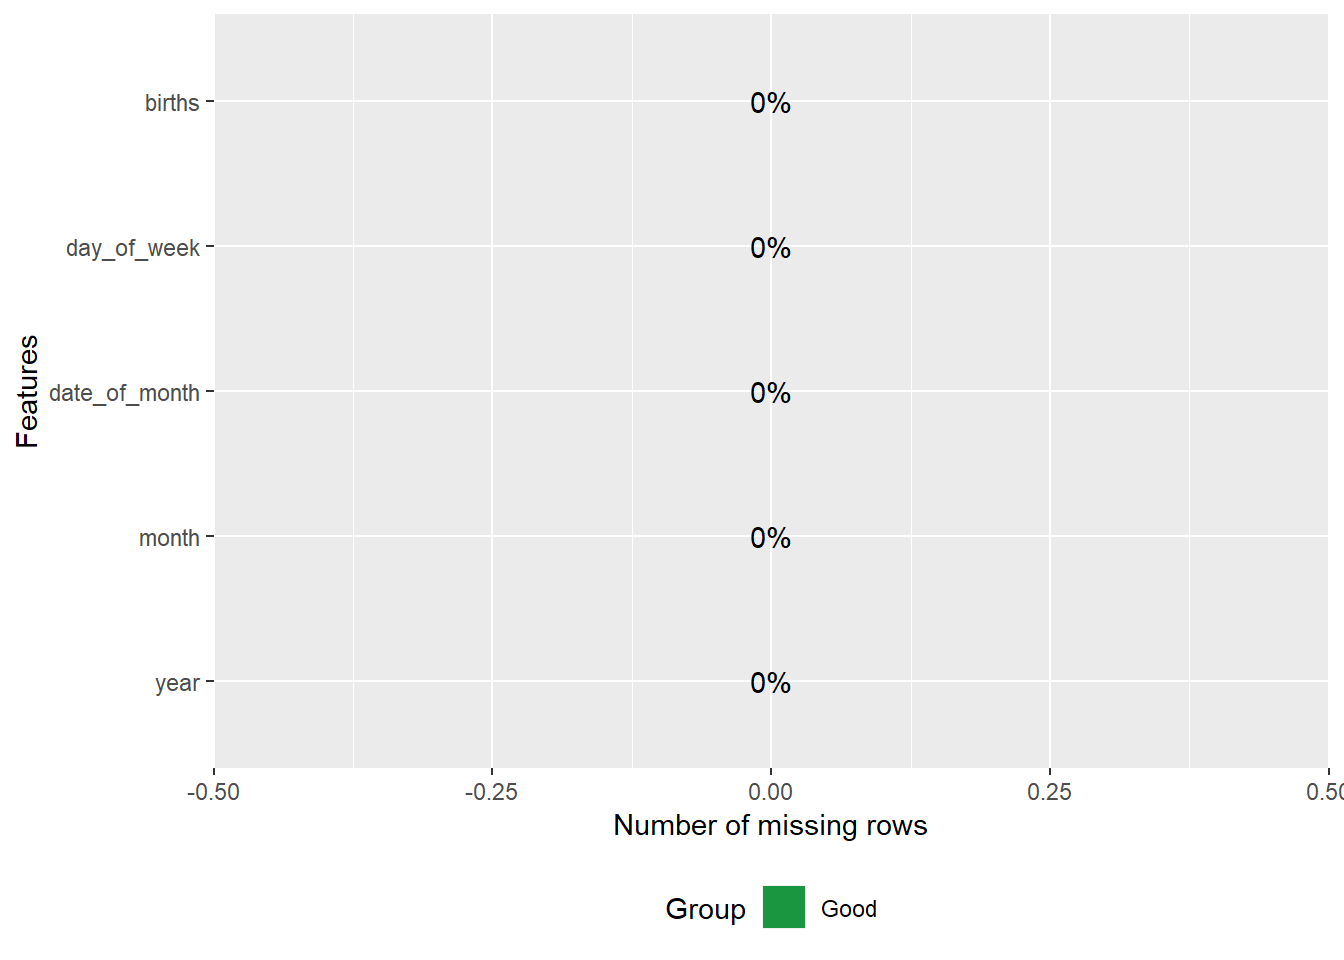 births
0%
day_of_week
0%
date_of_month
0%
month
0%
year
0%
Features
-0.50
-0.25
0.00
0.25
0.50
Number of missing rows
Group
Good